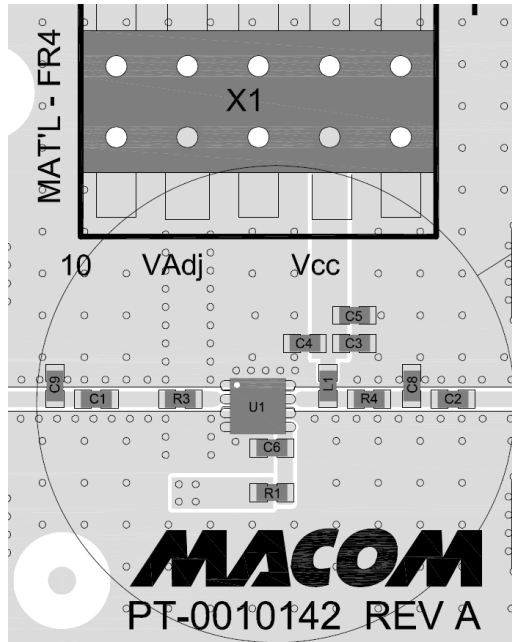 MAT'L - FR4
X1
10 VAdj Vcc
C5
C4 C3
C9 C1 R3 U1 L1 R4 C8 C2
C6
R1
MACOM
PT-0010142 REV A